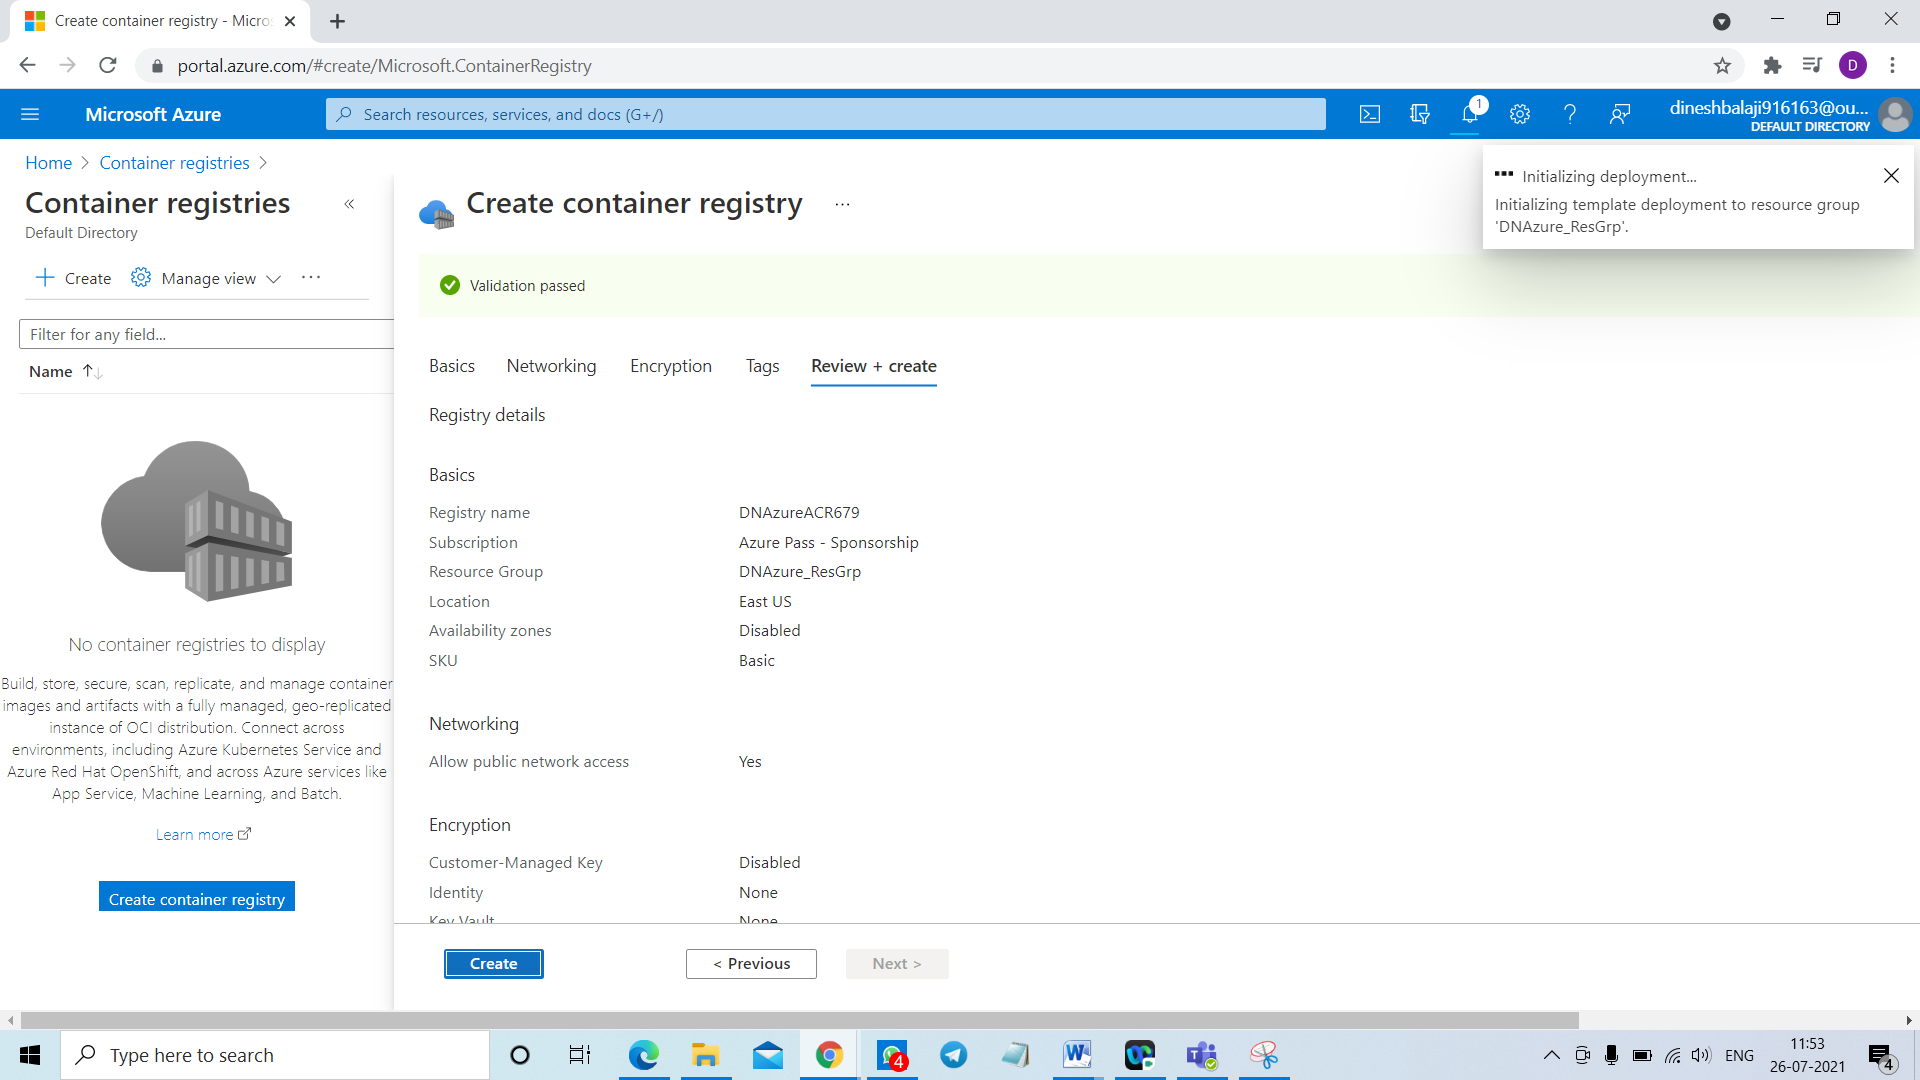 Create container registry - Micro
portal.azure.com/#create/Microsoft.ContainerRegistry
D
Microsoft Azure
Search resources, services, and docs (G+/)
1
dineshbalaji916163@ou...
DEFAULT DIRECTORY
Home > Container registries >
Container registries
Default Directory
Create
Manage view
Filter for any field...
Name
No container registries to display
Build, store, secure, scan, replicate, and manage container
images and artifacts with a fully managed, geo-replicated
instance of OCI distribution. Connect across
environments, including Azure Kubernetes Service and
Azure Red Hat OpenShift, and across Azure services like
App Service, Machine Learning, and Batch.
Learn more
Create container registry
Create container registry
...
Initializing deployment...
Initializing template deployment to resource group
'DNAzure_ResGrp'.
Validation passed
Basics Networking Encryption Tags Review + create
Registry details
Basics
Registry name DNAzureACR679
Subscription Azure Pass - Sponsorship
Resource Group DNAzure_ResGrp
Location East US
Availability zones Disabled
SKU Basic
Networking
Allow public network access Yes
Encryption
Customer-Managed Key Disabled
Identity None
Key Vault None
Create < Previous Next >
Type here to search
4
ENG
11:53
26-07-2021
4